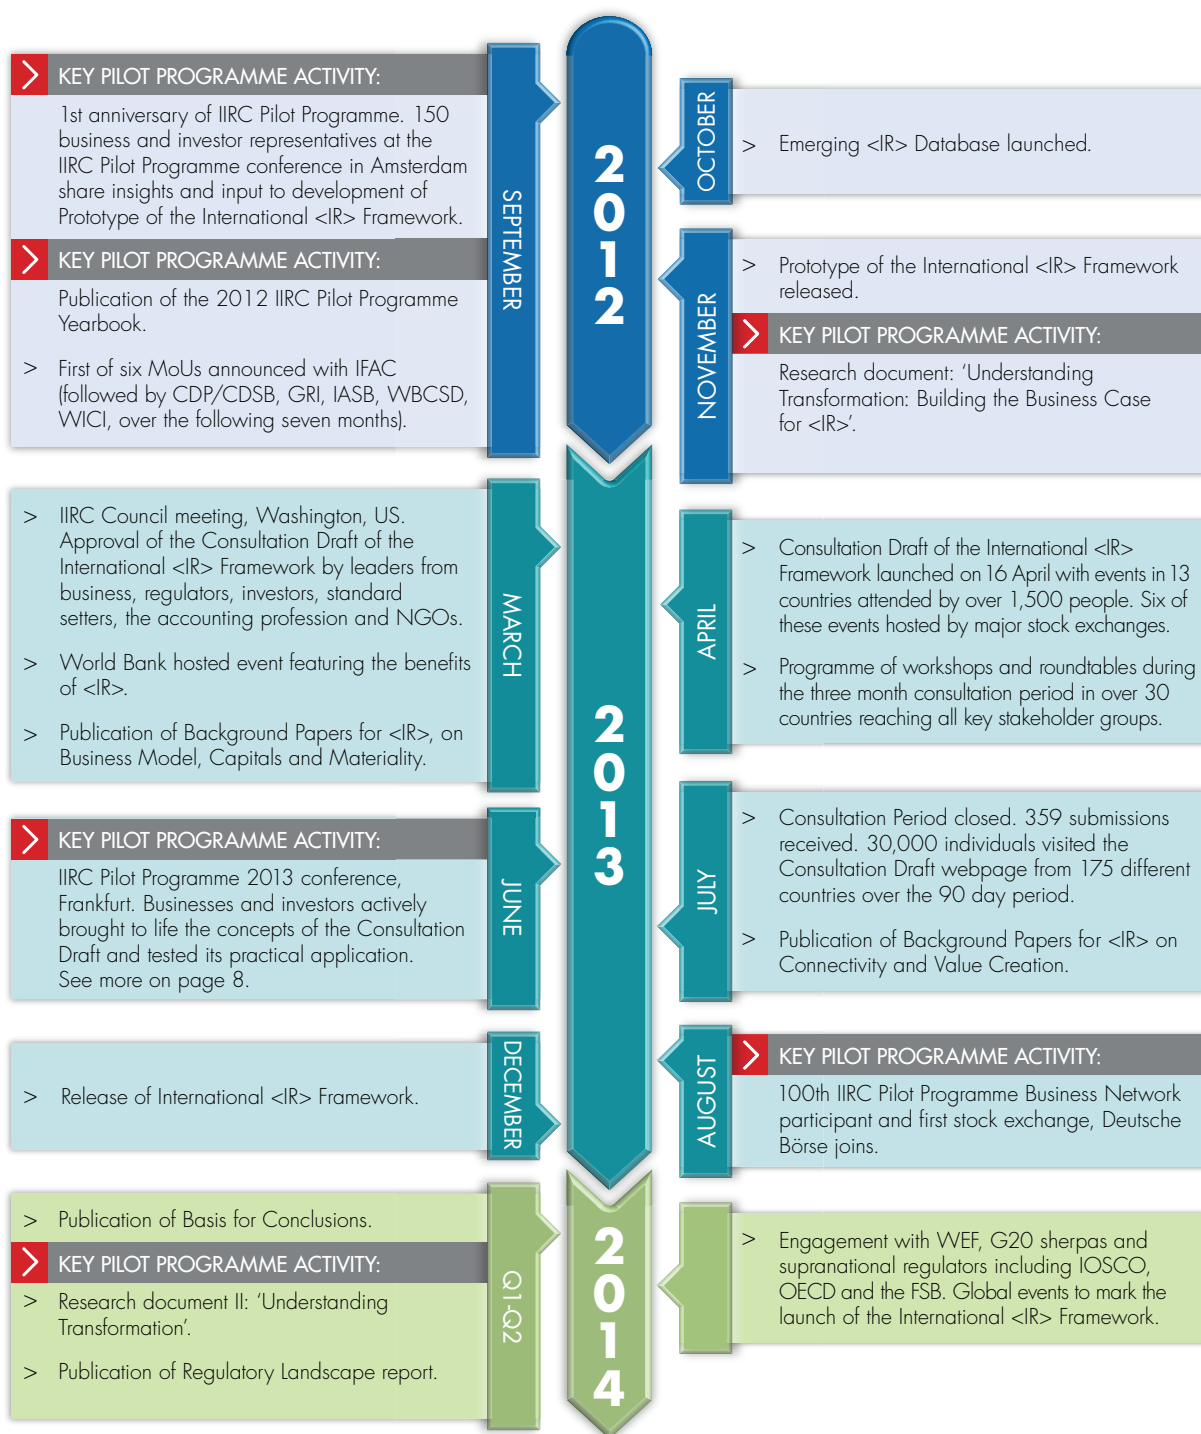 KEY PILOT PROGRAMME ACTIVITY:
1st anniversary of IIRC Pilot Programme. 150
business and investor representatives at the
IIRC Pilot Programme conference in Amsterdam
share insights and input to development of
Prototype of the International <IR> Framework.
KEY PILOT PROGRAMME ACTIVITY:
Publication of the 2012 IIRC Pilot Programme
Yearbook.
> First of six MoUs announced with IFAC
(followed by CDP/CDSB, GRI, IASB, WBCSD,
WICI, over the following seven months).
SEPTEMBER
2012
OCTOBER
> Emerging <IR> Database launched.
NOVEMBER
> Prototype of the International <IR> Framework
released.
KEY PILOT PROGRAMME ACTIVITY:
Research document: ‘Understanding
Transformation: Building the Business Case
for <IR>’.
> IIRC Council meeting, Washington, US.
Approval of the Consultation Draft of the
International <IR> Framework by leaders from
business, regulators, investors, standard
setters, the accounting profession and NGOs.
> World Bank hosted event featuring the benefits
of <IR>.
> Publication of Background Papers for <IR>, on
Business Model, Capitals and Materiality.
MARCH
2013
APRIL
> Consultation Draft of the International <IR>
Framework launched on 16 April with events in 13
countries attended by over 1,500 people. Six of
these events hosted by major stock exchanges.
> Programme of workshops and roundtables during
the three month consultation period in over 30
countries reaching all key stakeholder groups.
KEY PILOT PROGRAMME ACTIVITY:
IIRC Pilot Programme 2013 conference,
Frankfurt. Businesses and investors actively
brought to life the concepts of the Consultation
Draft and tested its practical application.
See more on page 8.
JUNE
JULY
> Consultation Period closed. 359 submissions
received. 30,000 individuals visited the
Consultation Draft webpage from 175 different
countries over the 90 day period.
> Publication of Background Papers for <IR> on
Connectivity and Value Creation.
> Release of International <IR> Framework.
DECEMBER
AUGUST
KEY PILOT PROGRAMME ACTIVITY:
100th IIRC Pilot Programme Business Network
participant and first stock exchange, Deutsche
Börse joins.
> Publication of Basis for Conclusions.
KEY PILOT PROGRAMME ACTIVITY:
> Research document II: ‘Understanding
Transformation’.
> Publication of Regulatory Landscape report.
Q1-Q2
2014
> Engagement with WEF, G20 sherpas and
supranational regulators including IOSCO,
OECD and the FSB. Global events to mark the
launch of the International <IR> Framework.